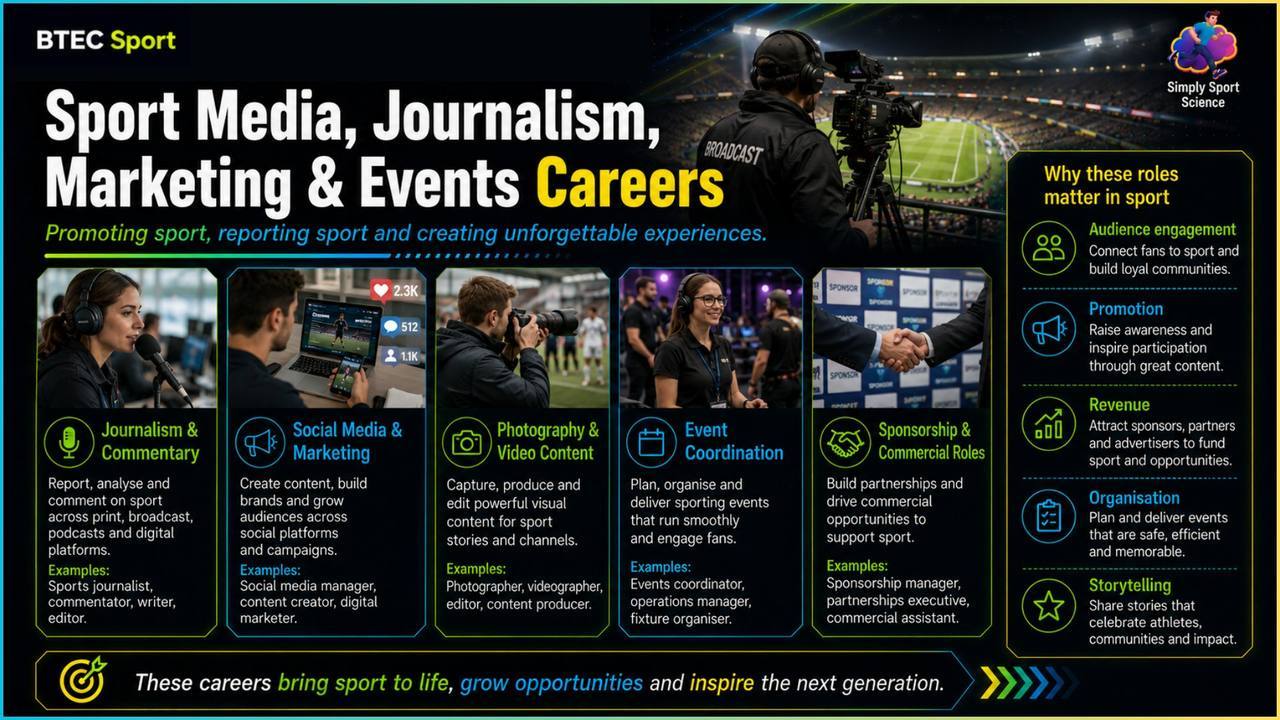 BTEC Sport
Simply Sport
Science
Sport Media, Journalism,
Marketing & Events Careers
Promoting sport, reporting sport and creating unforgettable experiences.
BROADCAST
2.3K
512
1.1K
SPONSOR
SPONSOR
SPONSOR
SPONSOR
SPONSOR
Journalism &
Commentary
Report, analyse and
comment on sport
across print, broadcast,
podcasts and digital
platforms.
Examples:
Sports journalist,
commentator, writer,
editor.
Social Media &
Marketing
Create content, build
brands and grow
audiences across
social platforms
and campaigns.
Examples:
Social media manager,
content creator, digital
marketer.
Photography &
Video Content
Capture, produce and
edit powerful visual
content for sport
stories and channels.
Examples:
Photographer, videographer,
editor, content producer.
Event
Coordination
Plan, organise and
deliver sporting events
that run smoothly
and engage fans.
Examples:
Events coordinator,
operations manager,
fixture organiser.
Sponsorship &
Commercial Roles
Build partnerships and
drive commercial
opportunities to
support sport.
Examples:
Sponsorship manager,
partnerships executive,
commercial assistant.
Why these roles
matter in sport
Audience engagement
Connect fans to sport and
build loyal communities.
Promotion
Raise awareness and
inspire participation
through great content.
Revenue
Attract sponsors, partners
and advertisers to fund
sport and opportunities.
Organisation
Plan and deliver events
that are safe, efficient
and memorable.
Storytelling
Share stories that
celebrate athletes,
communities and impact.
These careers bring sport to life, grow opportunities and inspire the next generation.